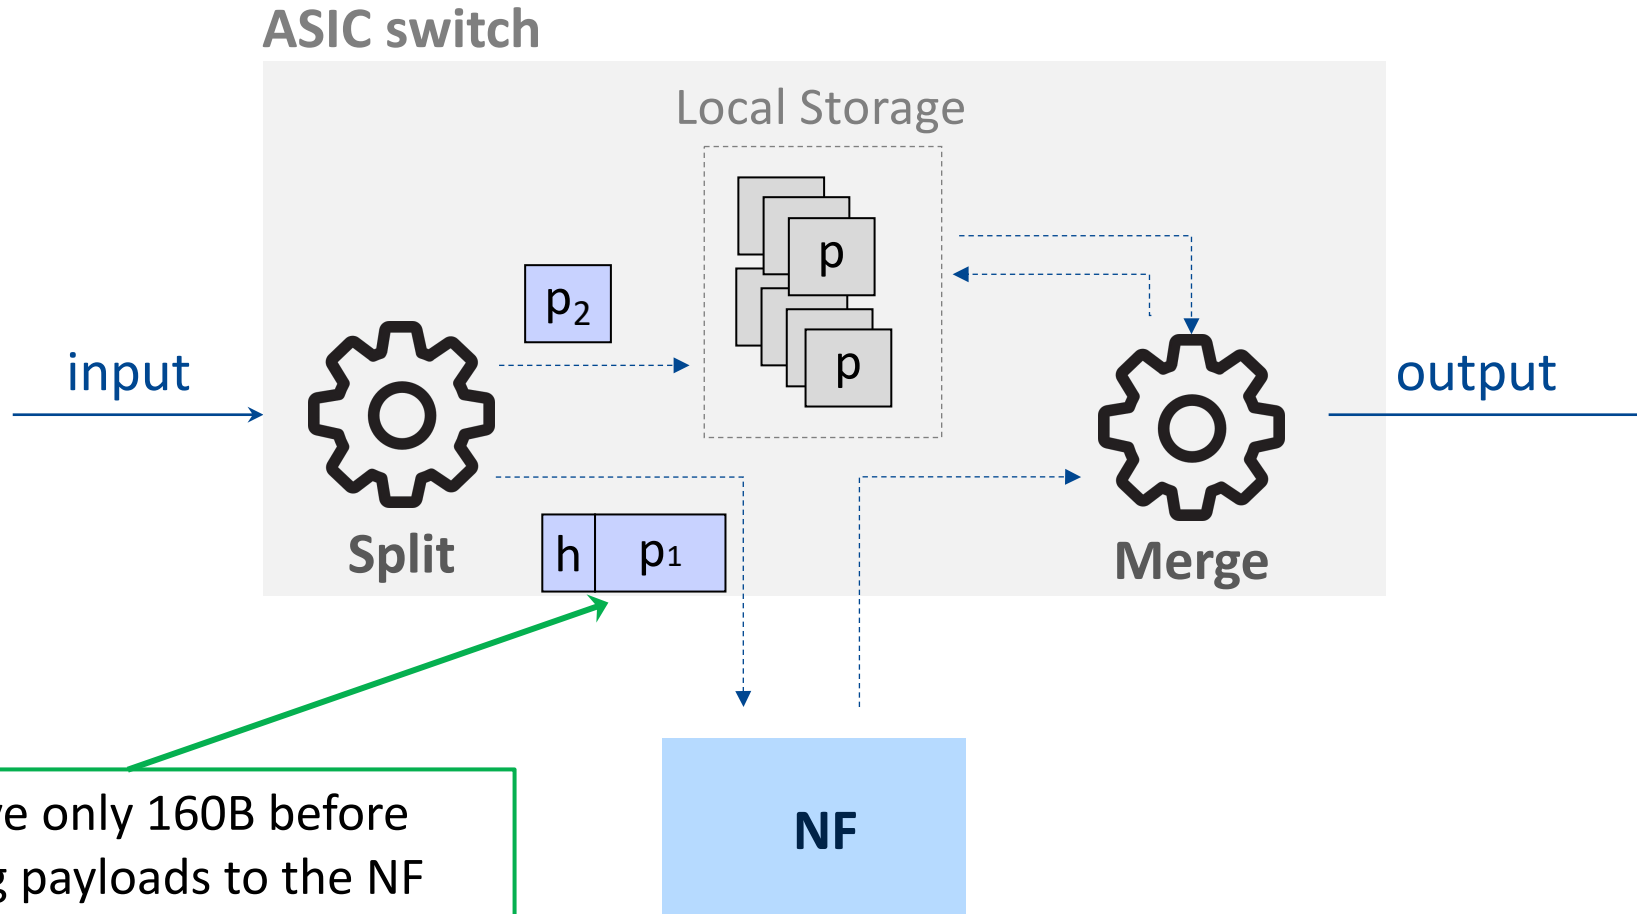 ASIC switch
Local Storage
p
p₂
p
input
output
h p₁
Split
Merge
only 160B before
payloads to the NF
NF